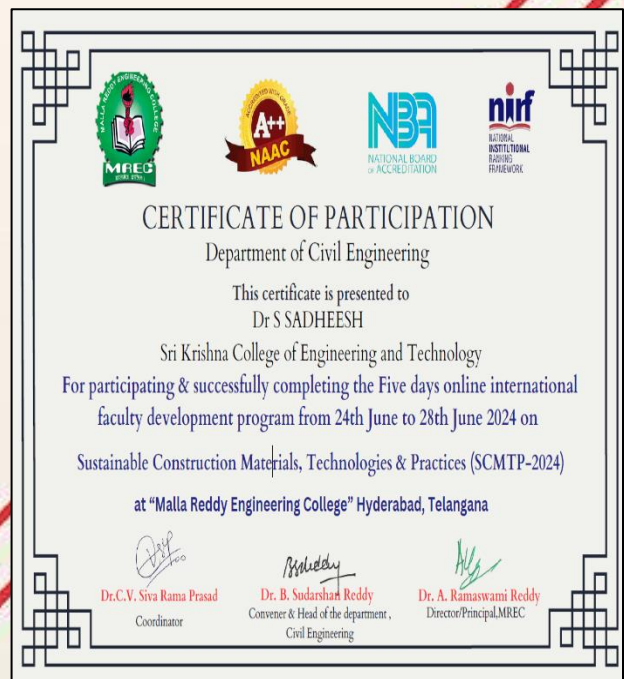 MALLA REDDY ENGINEERING COLLEGE
MREC
ACCREDITED WITH GRADE
A++
NAAC
NBA
NATIONAL BOARD
OF ACCREDITATION
nirf
NATIONAL
INSTITUTIONAL
RANKING
FRAMEWORK
CERTIFICATE OF PARTICIPATION
Department of Civil Engineering
This certificate is presented to
Dr S SADHEESH
Sri Krishna College of Engineering and Technology
For participating & successfully completing the Five days online international
faculty development program from 24th June to 28th June 2024 on
Sustainable Construction Materials, Technologies & Practices (SCMTP-2024)
at “Malla Reddy Engineering College” Hyderabad, Telangana
Dr.C.V. Siva Rama Prasad
Coordinator
Dr. B. Sudarshan Reddy
Convener & Head of the department ,
Civil Engineering
Dr. A. Ramaswami Reddy
Director/Principal,MREC